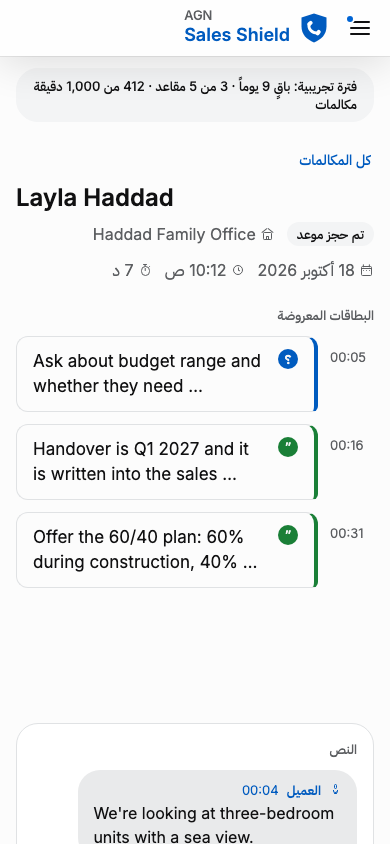 AGN
Sales Shield
فترة تجريبية: باقٍ 9 يوماً · 3 من 5 مقاعد · 412 من 1,000 دقيقة
مكالمات
كل المكالمات
Layla Haddad
تم حجز موعد Haddad Family Office
18 أكتوبر 2026 10:12 ص 7 د
البطاقات المعروضة
00:05
؟
Ask about budget range and
whether they need ...
00:16
"
Handover is Q1 2027 and it
is written into the sales ...
00:31
"
Offer the 60/40 plan: 60%
during construction, 40% ...
النص
العميل 00:04
We're looking at three-bedroom
units with a sea view.